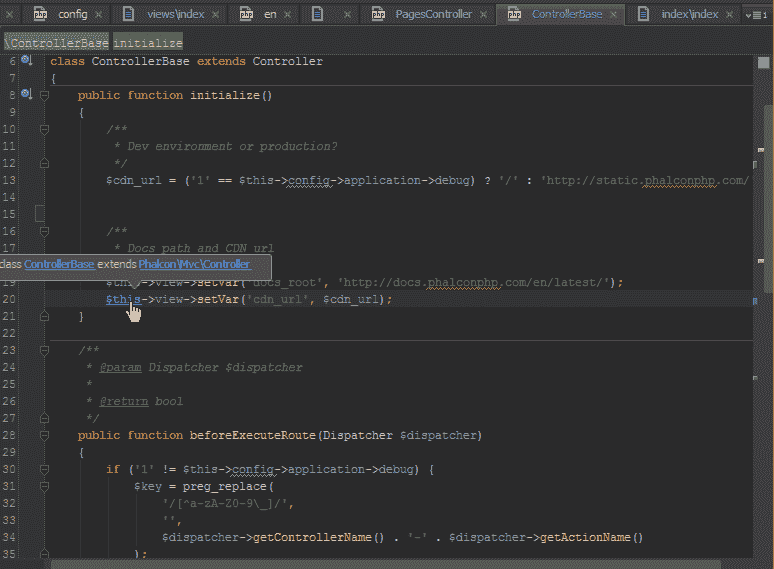 config views\index en PagesController ControllerBase index\index 1
\ControllerBase initialize
6 class ControllerBase extends Controller
7 {
8 public function initialize()
9 {
10 /**
11 * Dev environment or production?
12 */
13 $cdn_url = ('1' == $this->config->application->debug) ? '/' : 'http://static.phalconphp.com/
14
15
16 /**
17 * Docs path and CDN url
class ControllerBase extends Phalcon\Mvc\Controller
19 $this->view->setVar('docs_root', 'http://docs.phalconphp.com/en/latest/');
20 $this->view->setVar('cdn_url', $cdn_url);
21 }
22
23 /**
24 * @param Dispatcher $dispatcher
25 *
26 * @return bool
27 */
28 public function beforeExecuteRoute(Dispatcher $dispatcher)
29 {
30 if ('1' != $this->config->application->debug) {
31 $key = preg_replace(
32 '/[^a-zA-Z0-9\_]/',
33 '',
34 $dispatcher->getControllerName() . '-' . $dispatcher->getActionName()
35 );